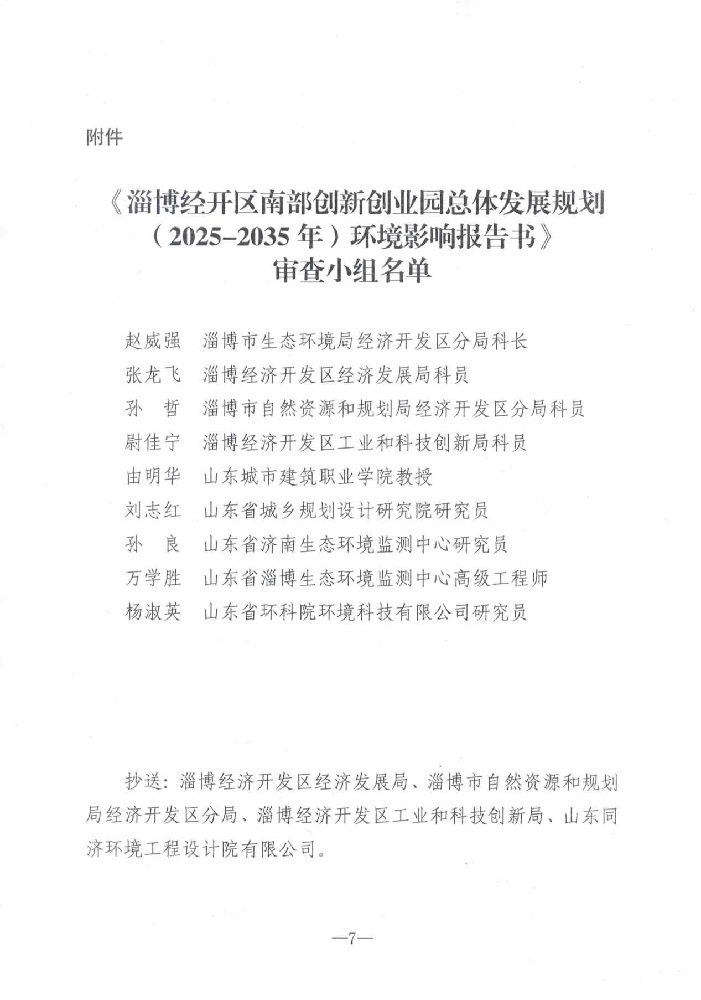 附件
《淄博经开区南部创新创业园总体发展规划
（2025-2035 年）环境影响报告书》
审查小组名单
赵威强 淄博市生态环境局经济开发区分局科长
张龙飞 淄博经济开发区经济发展局科员
孙 哲 淄博市自然资源和规划局经济开发区分局科员
尉佳宁 淄博经济开发区工业和科技创新局科员
由明华 山东城市建筑职业学院教授
刘志红 山东省城乡规划设计研究院研究员
孙 良 山东省济南生态环境监测中心研究员
万学胜 山东省淄博生态环境监测中心高级工程师
杨淑英 山东省环科院环境科技有限公司研究员
抄送：淄博经济开发区经济发展局、淄博市自然资源和规划
局经济开发区分局、淄博经济开发区工业和科技创新局、山东同
济环境工程设计院有限公司。
—7—